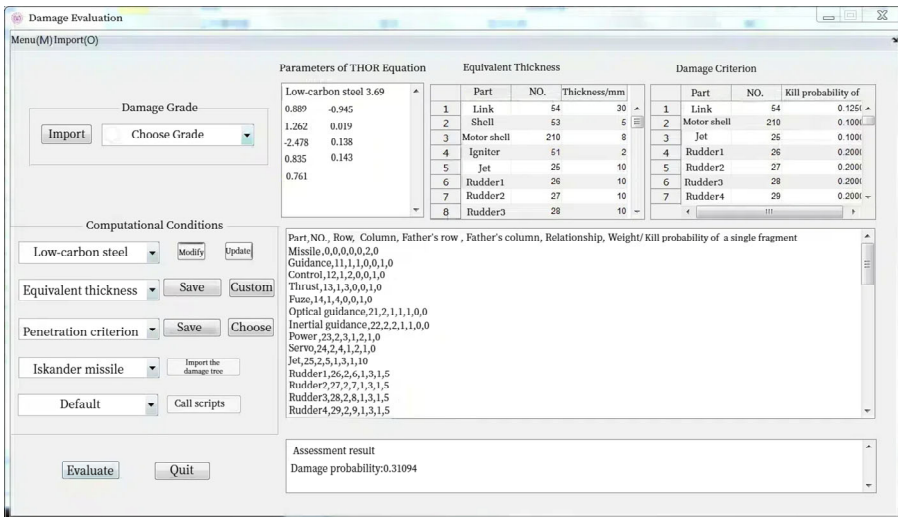 Damage Evaluation
Menu(M)Import(O)
Parameters of THOR Equation
Low-carbon steel 3.69
0.889 -0.945
1.262 0.019
-2.478 0.138
0.835 0.143
0.761
Equivalent Thickness
Part NO. Thickness/mm
1 Link 54 30
2 Shell 53 5
3 Motor shell 210 8
4 Igniter 51 2
5 Jet 25 10
6 Rudder1 26 10
7 Rudder2 27 10
8 Rudder3 28 10
Damage Criterion
Part NO. Kill probability of
1 Link 54 0.1250
2 Motor shell 210 0.1000
3 Jet 25 0.1000
4 Rudder1 26 0.2000
5 Rudder2 27 0.2000
6 Rudder3 28 0.2000
7 Rudder4 29 0.2000
Damage Grade
Import Choose Grade
Computational Conditions
Low-carbon steel Modify Update
Equivalent thickness Save Custom
Penetration criterion Save Choose
Iskander missile Import the
damage tree
Default Call scripts
Evaluate Quit
Part,NO., Row, Column, Father's row , Father's column, Relationship, Weight/ Kill probability of a single fragment
Missile,0,0,0,0,0,2,0
Guidance,11,1,1,0,0,1,0
Control,12,1,2,0,0,1,0
Thrust,13,1,3,0,0,1,0
Fuze,14,1,4,0,0,1,0
Optical guidance,21,2,1,1,1,0,0
Inertial guidance,22,2,2,1,1,0,0
Power,23,2,3,1,2,1,0
Servo,24,2,4,1,2,1,0
Jet,25,2,5,1,3,1,10
Rudder1,26,2,6,1,3,1,5
Rudder2,27,2,7,1,3,1,5
Rudder3,28,2,8,1,3,1,5
Rudder4,29,2,9,1,3,1,5
Assessment result
Damage probability:0.31094